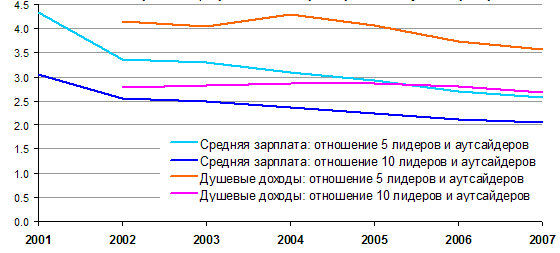 4.5
4.0
3.5
3.0
2.5
2.0
1.5
1.0
0.5
0.0
Средняя зарплата: отношение 5 лидеров и аутсайдеров
Средняя зарплата: отношение 10 лидеров и аутсайдеров
Душевые доходы: отношение 5 лидеров и аутсайдеров
Душевые доходы: отношение 10 лидеров и аутсайдеров
2001 2002 2003 2004 2005 2006 2007